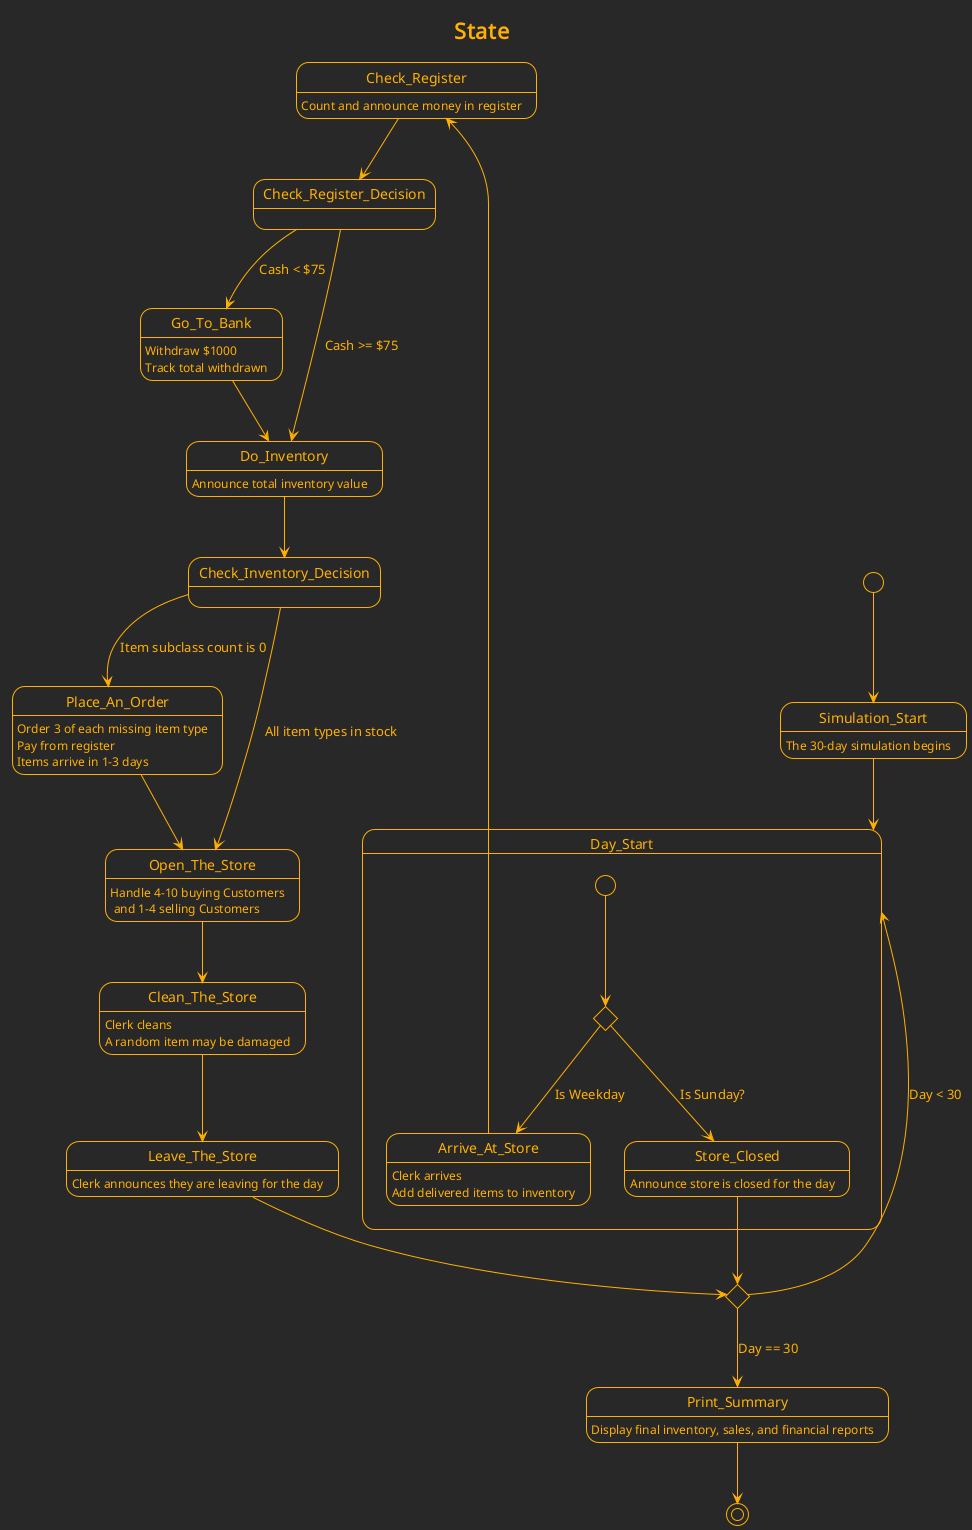 State
Check_Register
Count and announce money in register
Check_Register_Decision
Cash < $75
Go_To_Bank
Withdraw $1000
Track total withdrawn
Cash >= $75
Do_Inventory
Announce total inventory value
Check_Inventory_Decision
Item subclass count is 0
Place_An_Order
Order 3 of each missing item type
Pay from register
Items arrive in 1-3 days
All item types in stock
Simulation_Start
The 30-day simulation begins
Open_The_Store
Handle 4-10 buying Customers
and 1-4 selling Customers
Day_Start
Clean_The_Store
Clerk cleans
A random item may be damaged
Is Weekday
Is Sunday?
Day < 30
Leave_The_Store
Clerk announces they are leaving for the day
Arrive_At_Store
Clerk arrives
Add delivered items to inventory
Store_Closed
Announce store is closed for the day
Day == 30
Print_Summary
Display final inventory, sales, and financial reports